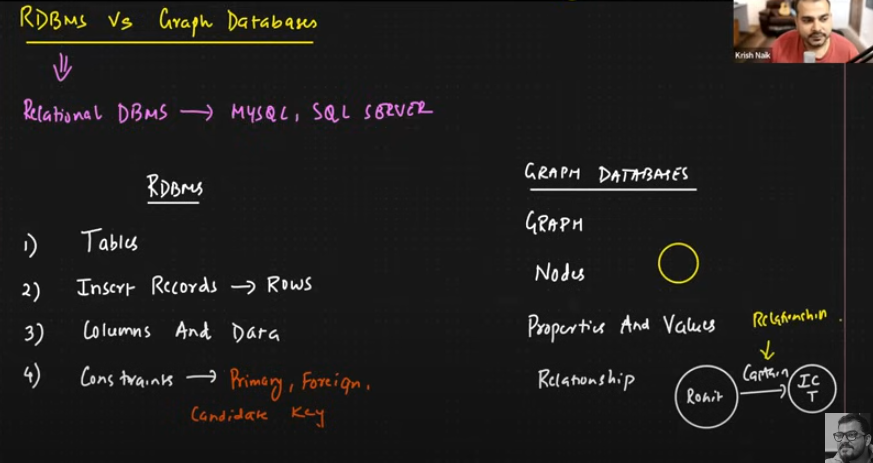 RDBMS vs Graph Databases
Krish Naik
Relational DBMS → MYSQL, SQL SERVER
RDBMS
1) Tables
2) Insert Records → Rows
3) Columns And Data
4) Constraints → Primary, Foreign,
Candidate Key
GRAPH DATABASES
GRAPH
Nodes
Properties And Values
Relationship
Relationship
Captain
Rohit
IC
T